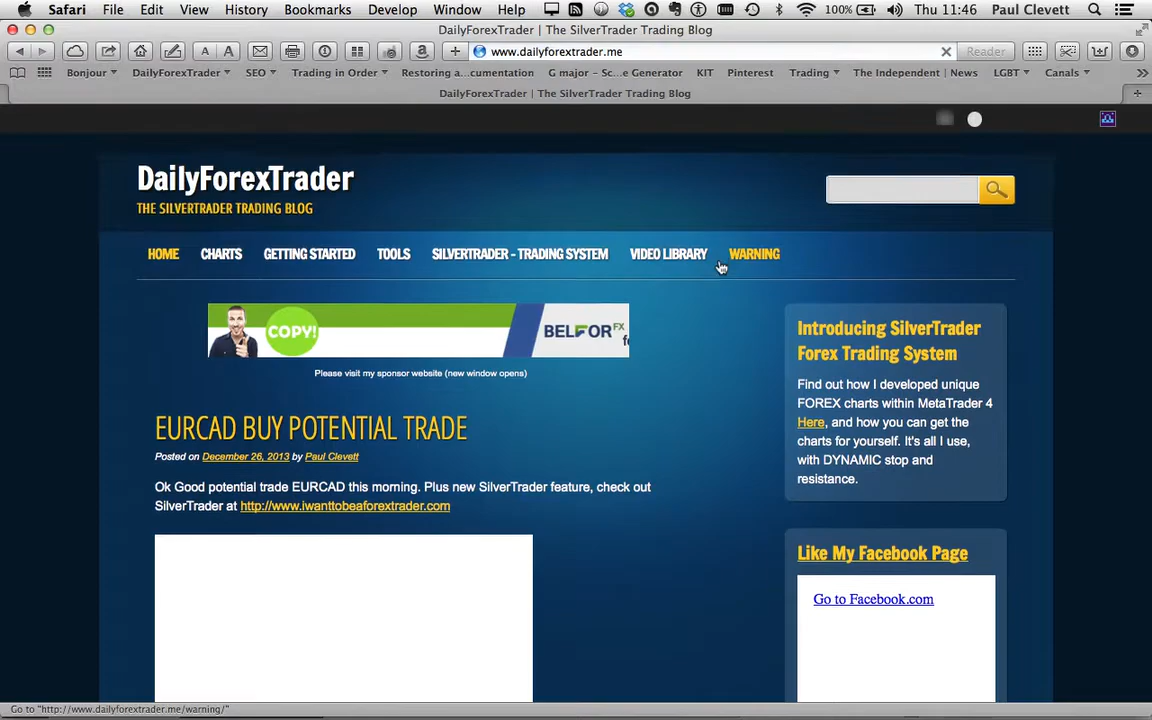 Safari File Edit View History Bookmarks Develop Window Help 100% Thu 11:46 Paul Clevett
DailyForexTrader | The SilverTrader Trading Blog
A A www.dailyforextrader.me Reader
Bonjour DailyForexTrader SEO Trading in Order Restoring a...cumentation G major – Sc...e Generator KIT Pinterest Trading The Independent | News LGBT Canals
DailyForexTrader | The SilverTrader Trading Blog
DailyForexTrader
THE SILVERTRADER TRADING BLOG
HOME CHARTS GETTING STARTED TOOLS SILVERTRADER - TRADING SYSTEM VIDEO LIBRARY WARNING
COPY! BELFOR FX
Please visit my sponsor website (new window opens)
EURCAD BUY POTENTIAL TRADE
Posted on December 26, 2013 by Paul Clevett
Ok Good potential trade EURCAD this morning. Plus new SilverTrader feature, check out
SilverTrader at http://www.iwanttobeaforextrader.com
Introducing SilverTrader
Forex Trading System
Find out how I developed unique
FOREX charts within MetaTrader 4
Here, and how you can get the
charts for yourself. It's all I use,
with DYNAMIC stop and
resistance.
Like My Facebook Page
Go to Facebook.com
Go to "http://www.dailyforextrader.me/warning/"